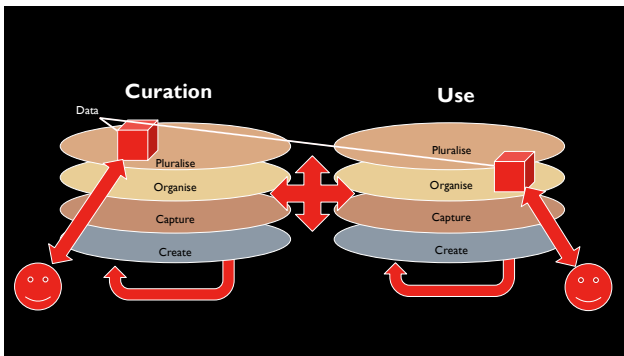 Curation
Use
Data
Pluralise
Organise
Capture
Create
Pluralise
Organise
Capture
Create